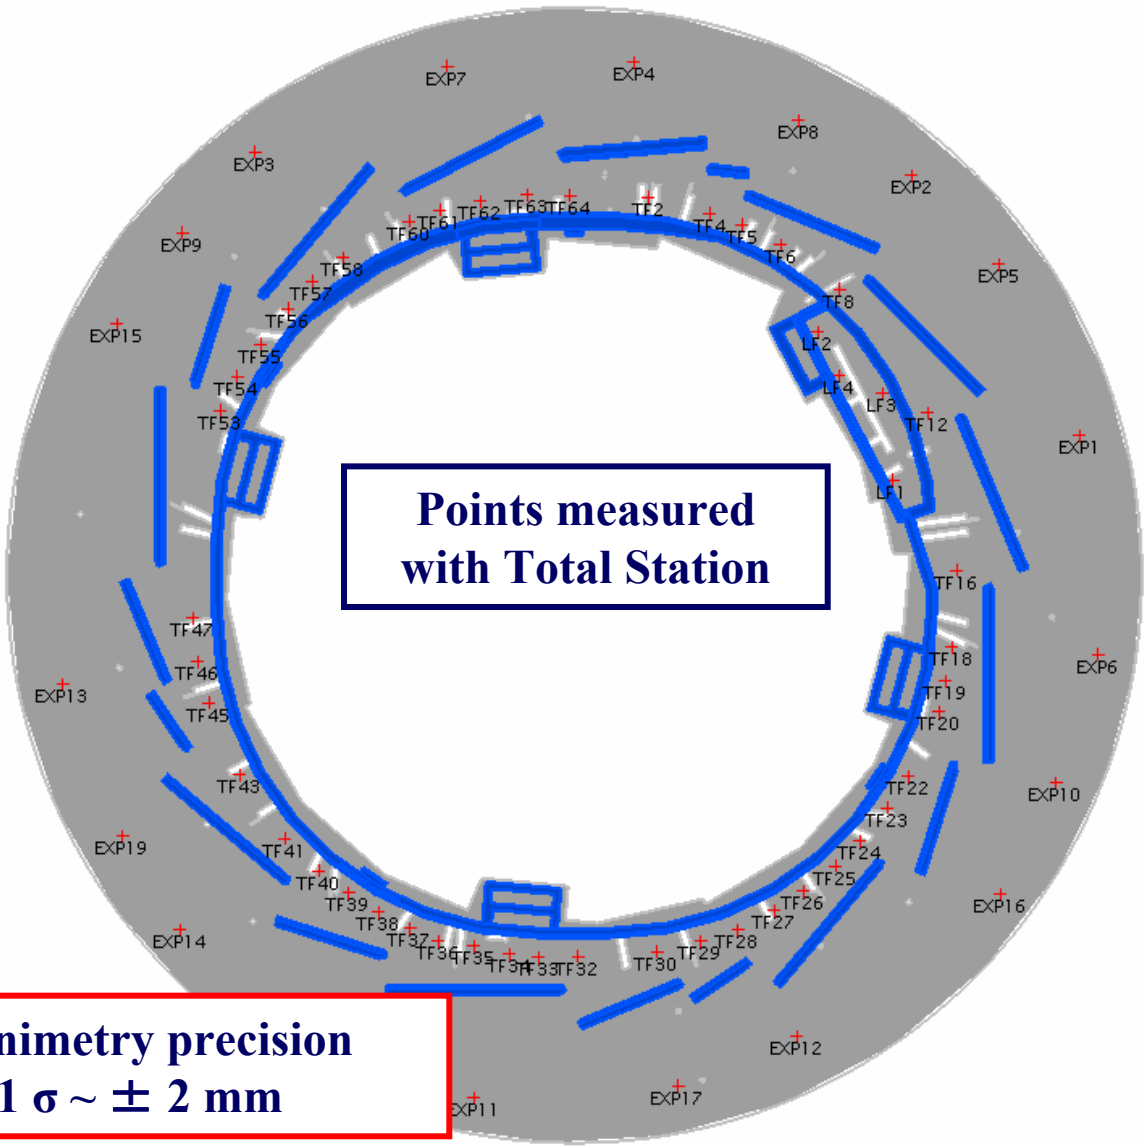 EXP7
EXP4
EXP8
EXP3
EXP2
EXP9
EXP5
EXP15
EXP1
TF62
TF63
TF64
TF2
TF61
TF60
TF4
TF5
TF6
TF58
TF57
TF56
TF8
TF55
LF2
TF54
LF4
LF3
TF53
TF12
LF1
Points measured
with Total Station
TF16
TF47
TF18
TF46
EXP6
EXP13
TF19
TF45
TF20
TF43
TF22
EXP10
TF23
EXP19
TF41
TF24
TF40
TF25
TF39
TF26
EXP16
TF38
TF27
EXP14
TF37
TF28
TF36
TF35
TF29
TF34
TF33
TF32
TF30
nimetry precision
1 σ ~ ± 2 mm
EXP12
EXP17
EXP11